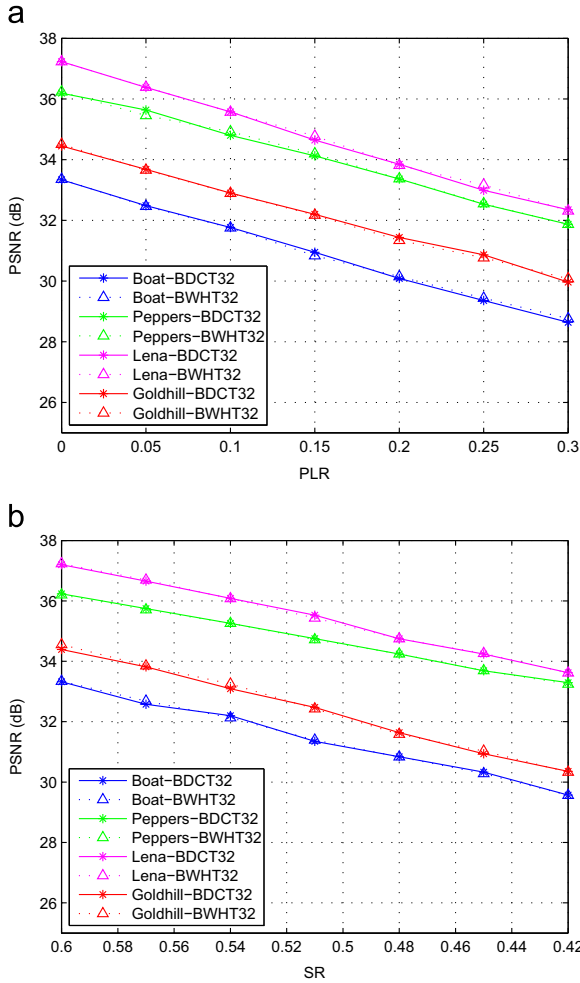 a
38
36
34
32
30
28
26
PSNR (dB)
Boat−BDCT32
Boat−BWHT32
Peppers−BDCT32
Peppers−BWHT32
Lena−BDCT32
Lena−BWHT32
Goldhill−BDCT32
Goldhill−BWHT32
0 0.05 0.1 0.15 0.2 0.25 0.3
PLR
b
38
36
34
32
30
28
26
PSNR (dB)
Boat−BDCT32
Boat−BWHT32
Peppers−BDCT32
Peppers−BWHT32
Lena−BDCT32
Lena−BWHT32
Goldhill−BDCT32
Goldhill−BWHT32
0.6 0.58 0.56 0.54 0.52 0.5 0.48 0.46 0.44 0.42
SR